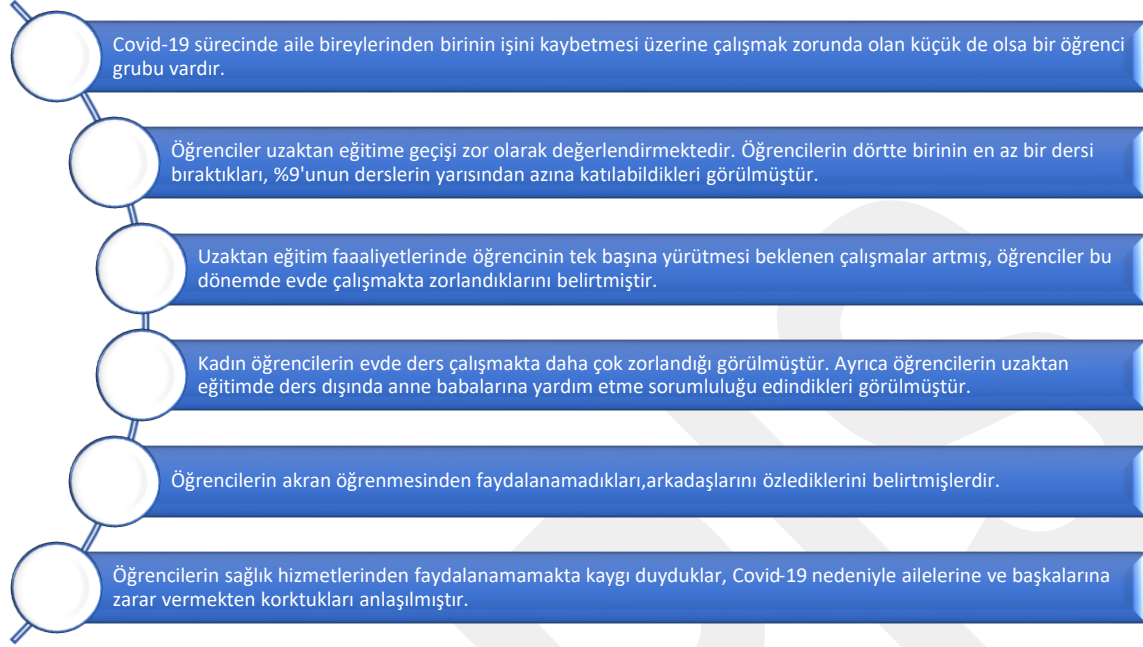 Covid-19 sürecinde aile bireylerinden birinin işini kaybetmesi üzerine çalışmak zorunda olan küçük de olsa bir öğrenci
grubu vardır.
Öğrenciler uzaktan eğitime geçişi zor olarak değerlendirmektedir. Öğrencilerin dörtte birinin en az bir dersi
bıraktıkları, %9'unun derslerin yarısından azına katılabildikleri görülmüştür.
Uzaktan eğitim faaaliyetlerinde öğrencinin tek başına yürütmesi beklenen çalışmalar artmış, öğrenciler bu
dönemde evde çalışmakta zorlandıklarını belirtmiştir.
Kadın öğrencilerin evde ders çalışmakta daha çok zorlandığı görülmüştür. Ayrıca öğrencilerin uzaktan
eğitimde ders dışında anne babalarına yardım etme sorumluluğu edindikleri görülmüştür.
Öğrencilerin akran öğrenmesinden faydalanamadıkları,arkadaşlarını özlediklerini belirtmişlerdir.
Öğrencilerin sağlık hizmetlerinden faydalanamamakta kaygı duyduklar, Covid-19 nedeniyle ailelerine ve başkalarına
zarar vermekten korktukları anlaşılmıştır.